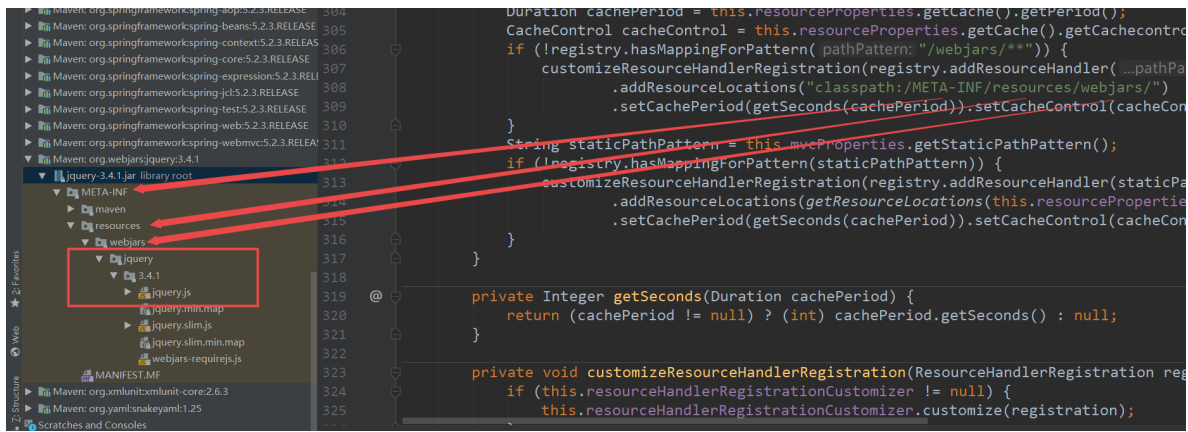 Maven: org.springframework:spring-aop:5.2.3.RELEASE
Maven: org.springframework:spring-beans:5.2.3.RELEASE
Maven: org.springframework:spring-context:5.2.3.RELEAS
Maven: org.springframework:spring-core:5.2.3.RELEASE
Maven: org.springframework:spring-expression:5.2.3.RELE
Maven: org.springframework:spring-jcl:5.2.3.RELEASE
Maven: org.springframework:spring-test:5.2.3.RELEASE
Maven: org.springframework:spring-web:5.2.3.RELEASE
Maven: org.springframework:spring-webmvc:5.2.3.RELEAS
Maven: org.webjars:jquery:3.4.1
jquery-3.4.1.jar library root
META-INF
maven
resources
webjars
jquery
3.4.1
jquery.js
jquery.min.map
jquery.slim.js
jquery.slim.min.map
webjars-requirejs.js
MANIFEST.MF
Maven: org.xmlunit:xmlunit-core:2.6.3
Maven: org.yaml:snakeyaml:1.25
Scratches and Consoles
2: Favorites
Web
Z: Structure
304 Duration cachePeriod = this.resourceProperties.getCache().getPeriod();
305 CacheControl cacheControl = this.resourceProperties.getCache().getCachecontro
306 if (!registry.hasMappingForPattern( pathPattern: "/webjars/**")) {
307 customizeResourceHandlerRegistration(registry.addResourceHandler( ...pathPa
308 .addResourceLocations("classpath:/META-INF/resources/webjars/")
309 .setCachePeriod(getSeconds(cachePeriod)).setCacheControl(cacheCon
310 }
311 String staticPathPattern = this.mvcProperties.getStaticPathPattern();
312 if (!registry.hasMappingForPattern(staticPathPattern)) {
313 customizeResourceHandlerRegistration(registry.addResourceHandler(staticPa
314 .addResourceLocations(getResourceLocations(this.resourceProperties
315 .setCachePeriod(getSeconds(cachePeriod)).setCacheControl(cacheCon
316 }
317 }
318
319 @ private Integer getSeconds(Duration cachePeriod) {
320 return (cachePeriod != null) ? (int) cachePeriod.getSeconds() : null;
321 }
322
323 private void customizeResourceHandlerRegistration(ResourceHandlerRegistration reg
324 if (this.resourceHandlerRegistrationCustomizer != null) {
325 this.resourceHandlerRegistrationCustomizer.customize(registration);